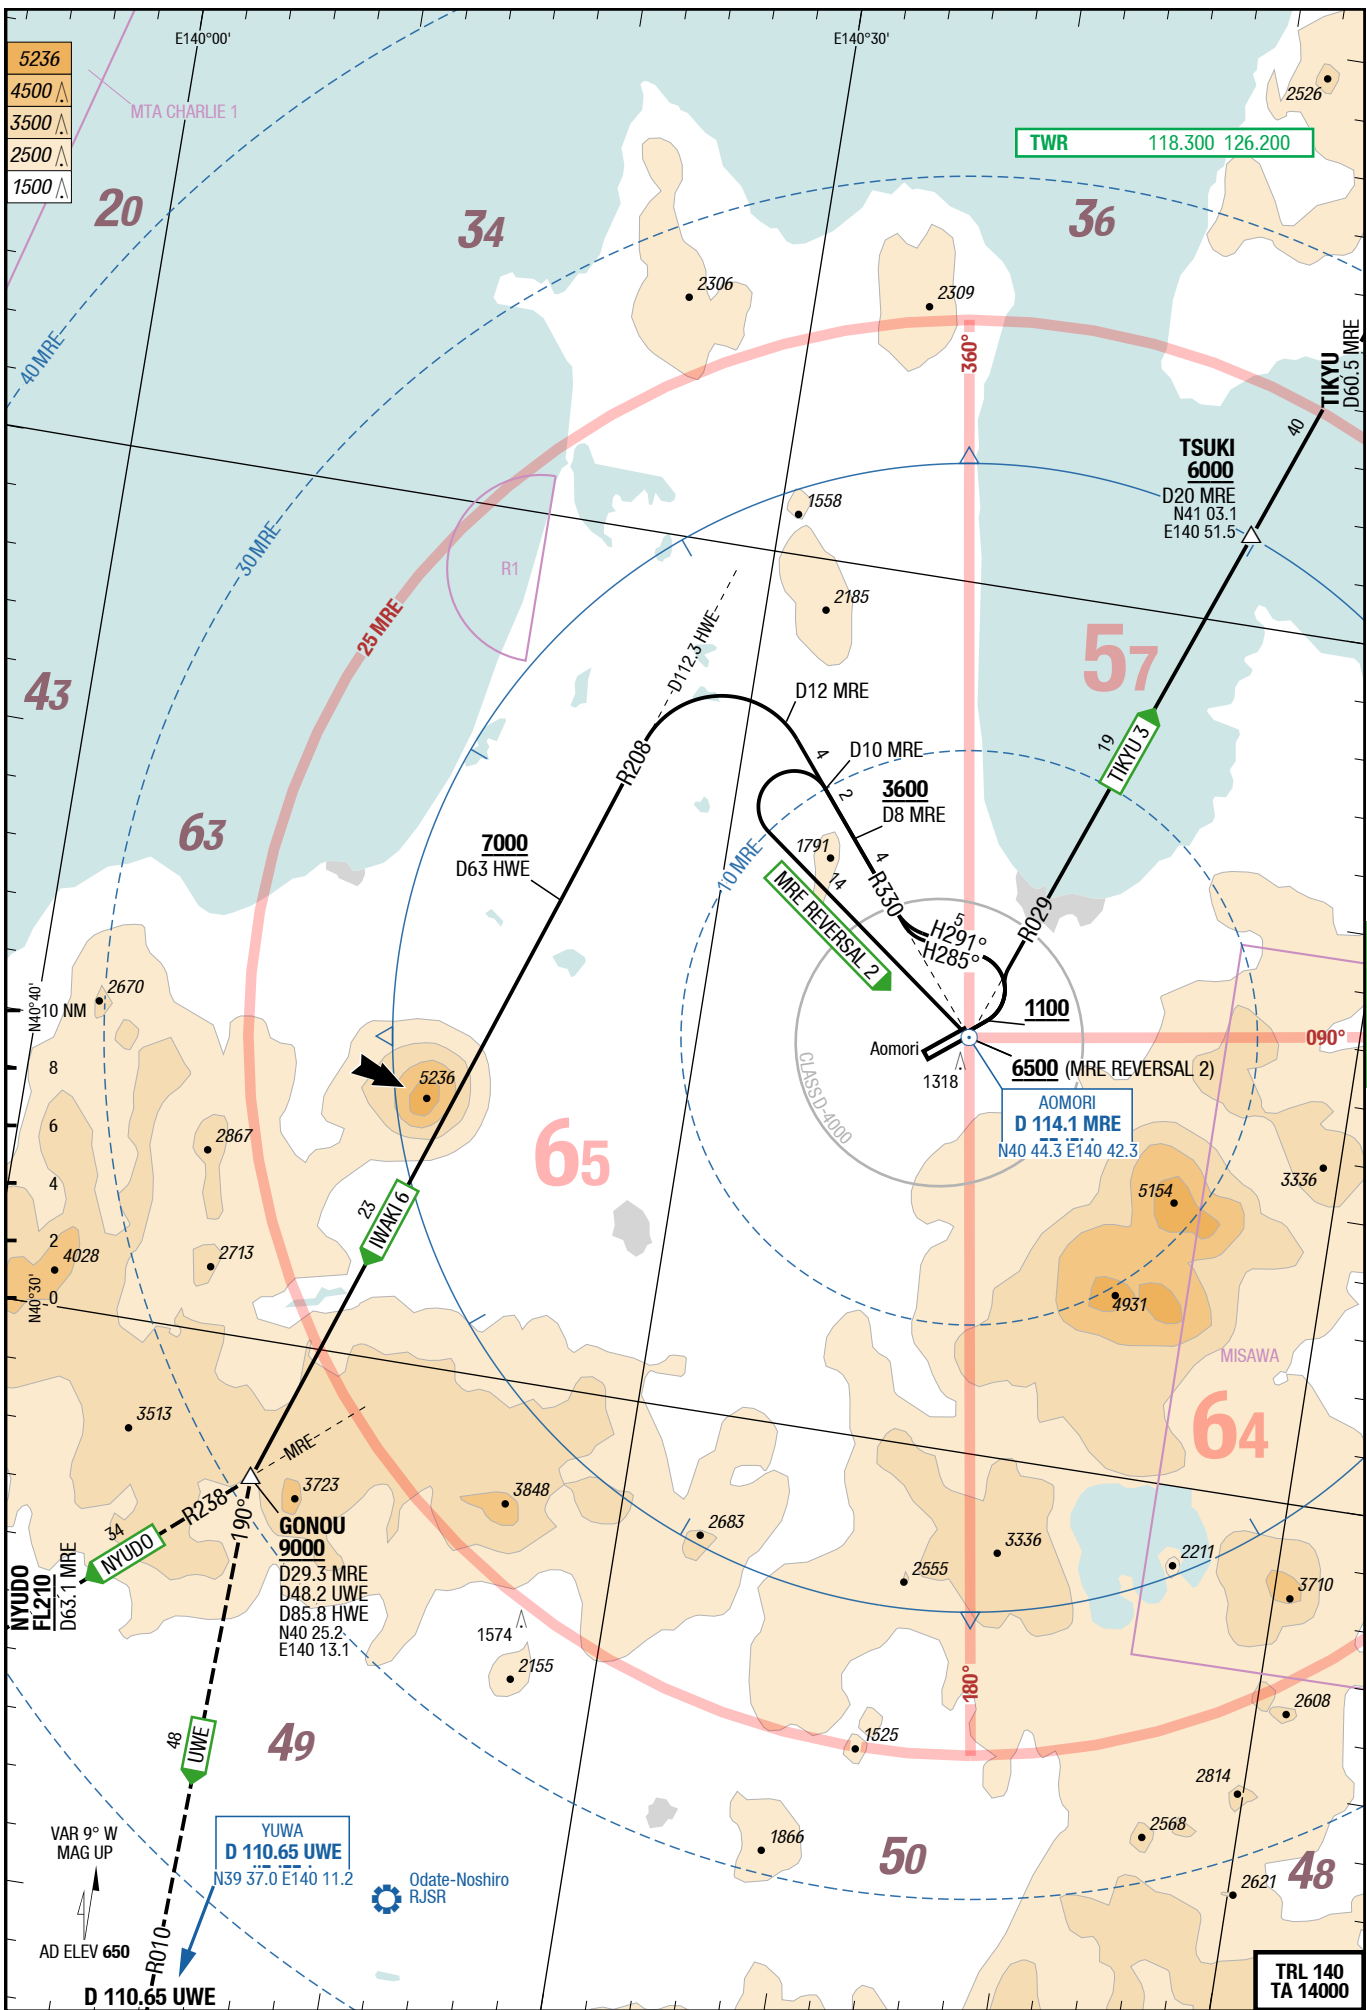 E140°00'
E140°30'
5236
4500
3500
2500
1500
MTA CHARLIE 1
2526
TWR 118.300 126.200
20
34
36
2306
2309
40 MRE
360°
TIKYU
D60.5 MRE
40
TSUKI
6000
D20 MRE
N41 03.1
E140 51.5
30 MRE
1558
R1
25 MRE
2185
D112.3 HWE
57
43
D12 MRE
R208
4
D10 MRE
19
TIKYU 3
2
3600
D8 MRE
63
7000
D63 HWE
1791
10 MRE
4
14
R330
MRE REVERSAL 2
5
H291°
H285°
R029
2670
N40°40'
10 NM
1100
090°
Aomori
8
5236
1318
6500 (MRE REVERSAL 2)
CLASS D-4000
AOMORI
D 114.1 MRE
N40 44.3 E140 42.3
6
2867
65
4
5154
3336
23
IWAKI 6
2
4028
2713
N40°30'
0
4931
MISAWA
3513
64
MRE
3723
3848
R238
190°
34
NYUDO
GONOU
9000
D29.3 MRE
D48.2 UWE
D85.8 HWE
N40 25.2
E140 13.1
2683
3336
2555
2211
3710
NYUDO
FL210
D63.1 MRE
1574
2155
180°
2608
48
UWE
49
1525
2814
VAR 9° W
MAG UP
YUWA
D 110.65 UWE
N39 37.0 E140 11.2
1866
2568
50
48
Odate-Noshiro
RJSR
2621
AD ELEV 650
R010
D 110.65 UWE
TRL 140
TA 14000